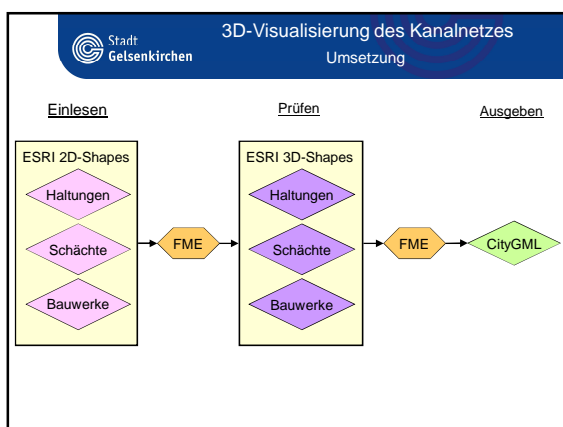 Stadt
Gelsenkirchen
3D-Visualisierung des Kanalnetzes
Umsetzung
Einlesen
Prüfen
Ausgeben
ESRI 2D-Shapes
Haltungen
Schächte
Bauwerke
FME
ESRI 3D-Shapes
Haltungen
Schächte
Bauwerke
FME
CityGML